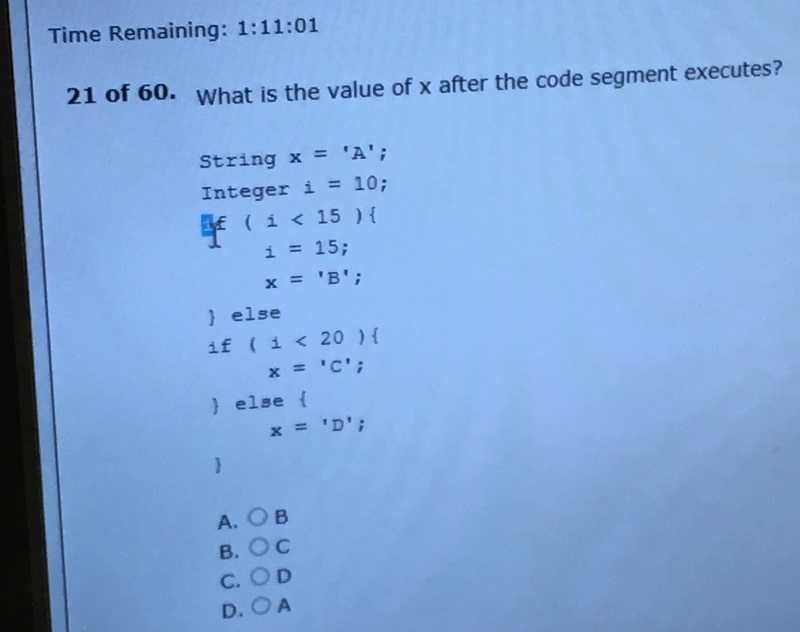 Time Remaining: 1:11:01
21 of 60. What is the value of x after the code segment executes?
String x = 'A';
Integer i = 10;
if ( i < 15 ){
i = 15;
x = 'B';
} else
if ( i < 20 ){
x = 'C';
} else {
x = 'D';
}
A. B
B. C
C. D
D. A